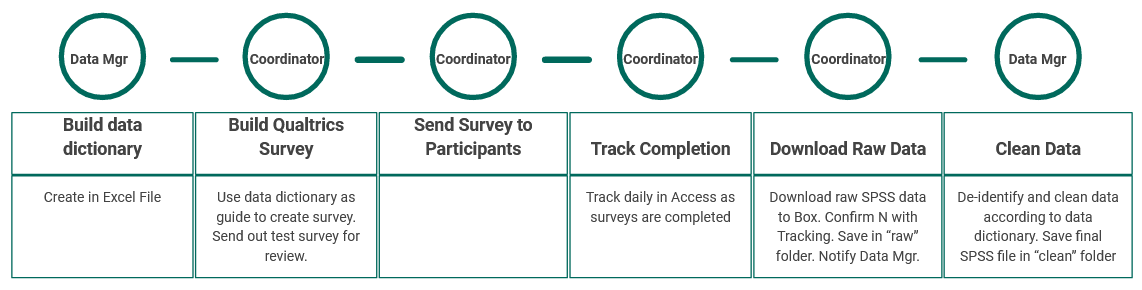 Data Mgr
Coordinator
Coordinator
Coordinator
Coordinator
Data Mgr
Build data
dictionary
Build Qualtrics
Survey
Send Survey to
Participants
Track Completion
Download Raw Data
Clean Data
Create in Excel File
Use data dictionary as
guide to create survey.
Send out test survey for
review.
Track daily in Access as
surveys are completed
Download raw SPSS data
to Box. Confirm N with
Tracking. Save in “raw”
folder. Notify Data Mgr.
De-identify and clean data
according to data
dictionary. Save final
SPSS file in “clean” folder